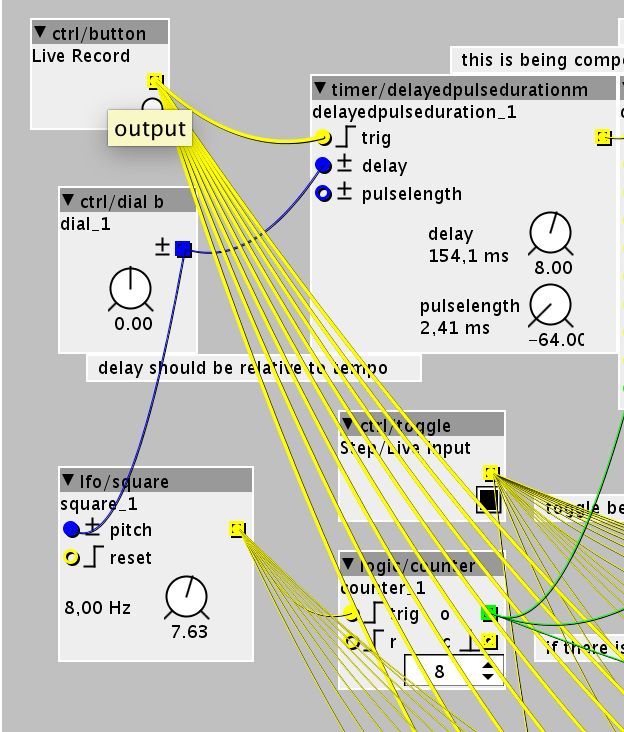 ctrl/button
Live Record
output
this is being comp
timer/delayedpulsedurationm
delayedpulseduration_1
trig
delay
pulselength
delay
154,1 ms
8.00
pulselength
2,41 ms
-64.00
ctrl/dial b
dial_1
±
0.00
delay should be relative to tempo
ctrl/toggle
Step/Live input
toggle be
lfo/square
square_1
± pitch
reset
8,00 Hz
7.63
logic/counter
counter_1
trig o
r c
8
if there is